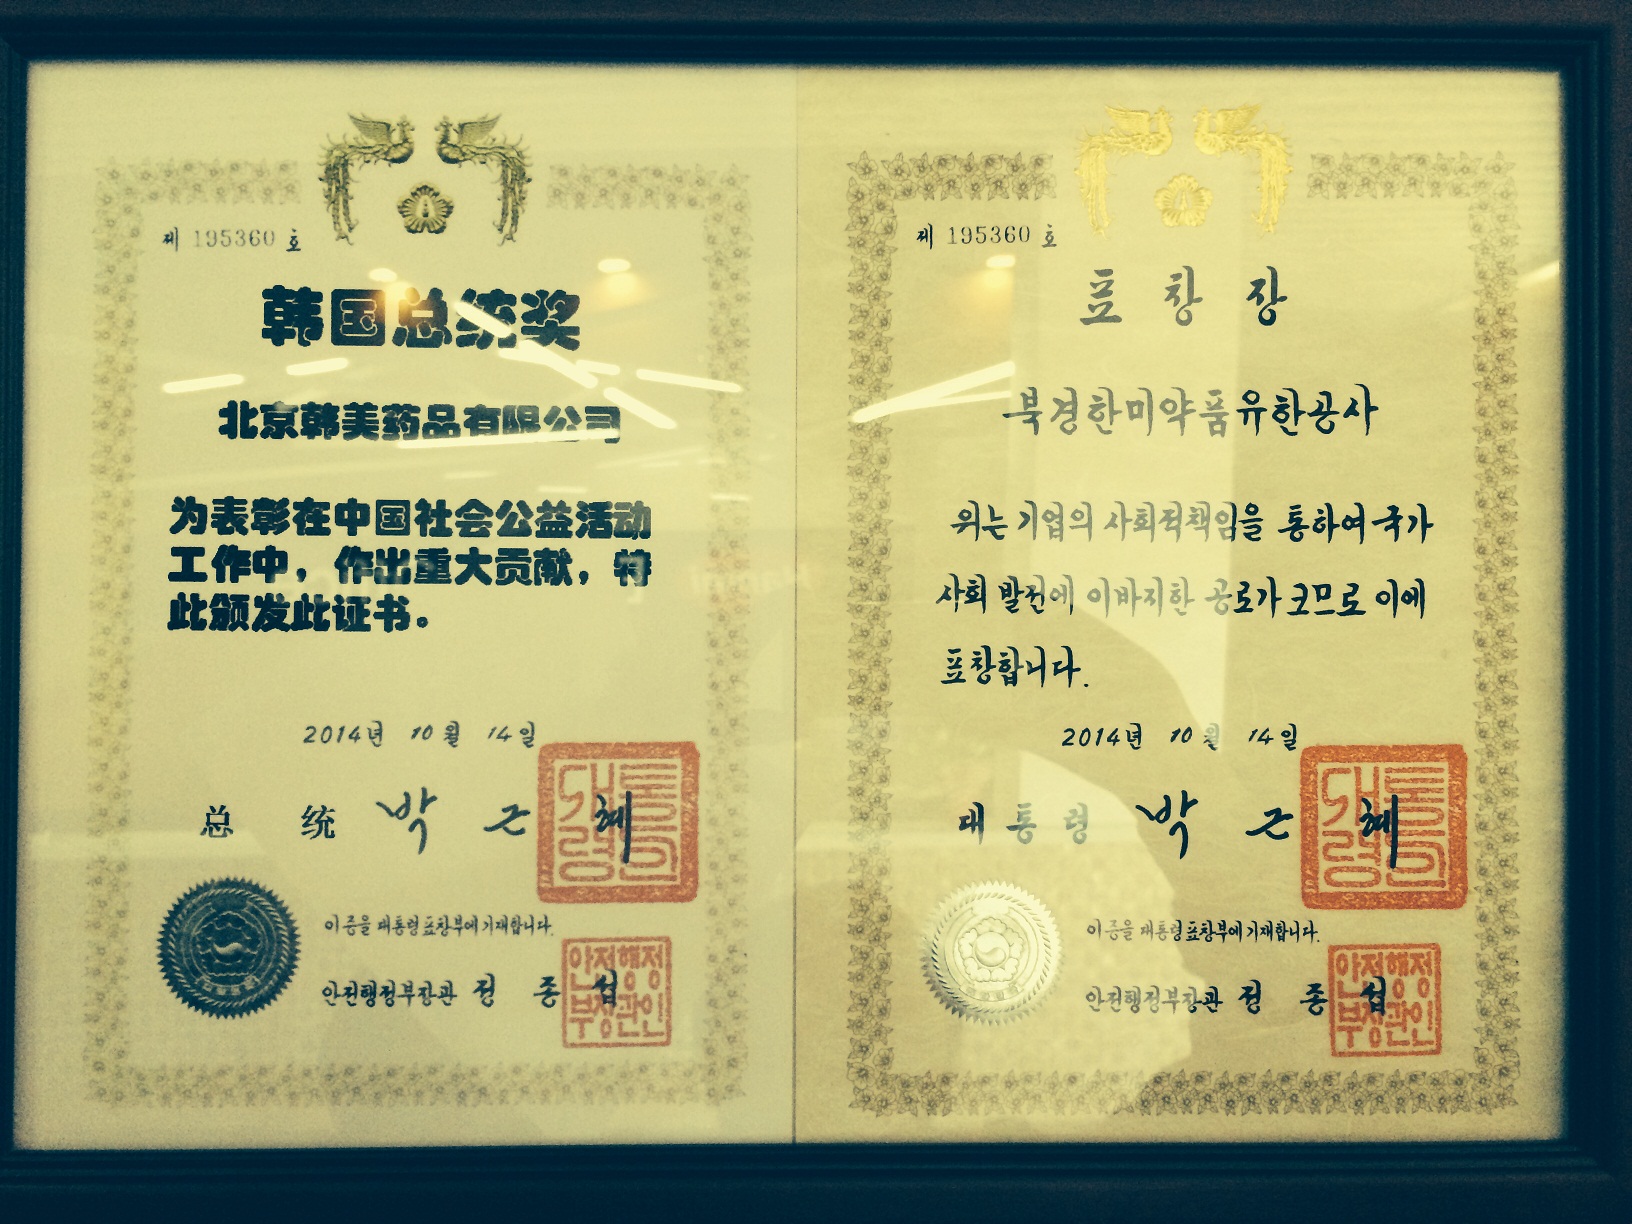 제 195360 호
韩国总统奖
北京韩美药品有限公司
为表彰在中国社会公益活动
工作中，作出重大贡献，特
此颁发此证书。
2014년 10월 14일
总 统 박 근 혜
대통령의인
이 증을 대통령 표창부에 기재합니다.
안전행정부장관 정 종 섭
안전행정부장관인
제 195360 호
표 창 장
북경한미약품유한공사
위는 기업의 사회적책임을 통하여 국가
사회 발전에 이바지한 공로가 크므로 이에
표창합니다.
2014년 10월 14일
대 통 령 박 근 혜
대통령의인
이 증을 대통령 표창부에 기재합니다.
안전행정부장관 정 종 섭
안전행정부장관인